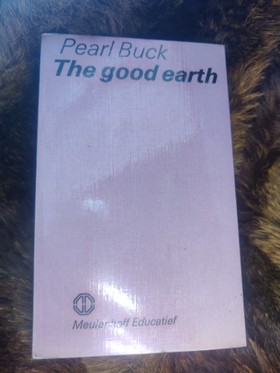 Pearl Buck
The good earth
Meulenhoff Educatief